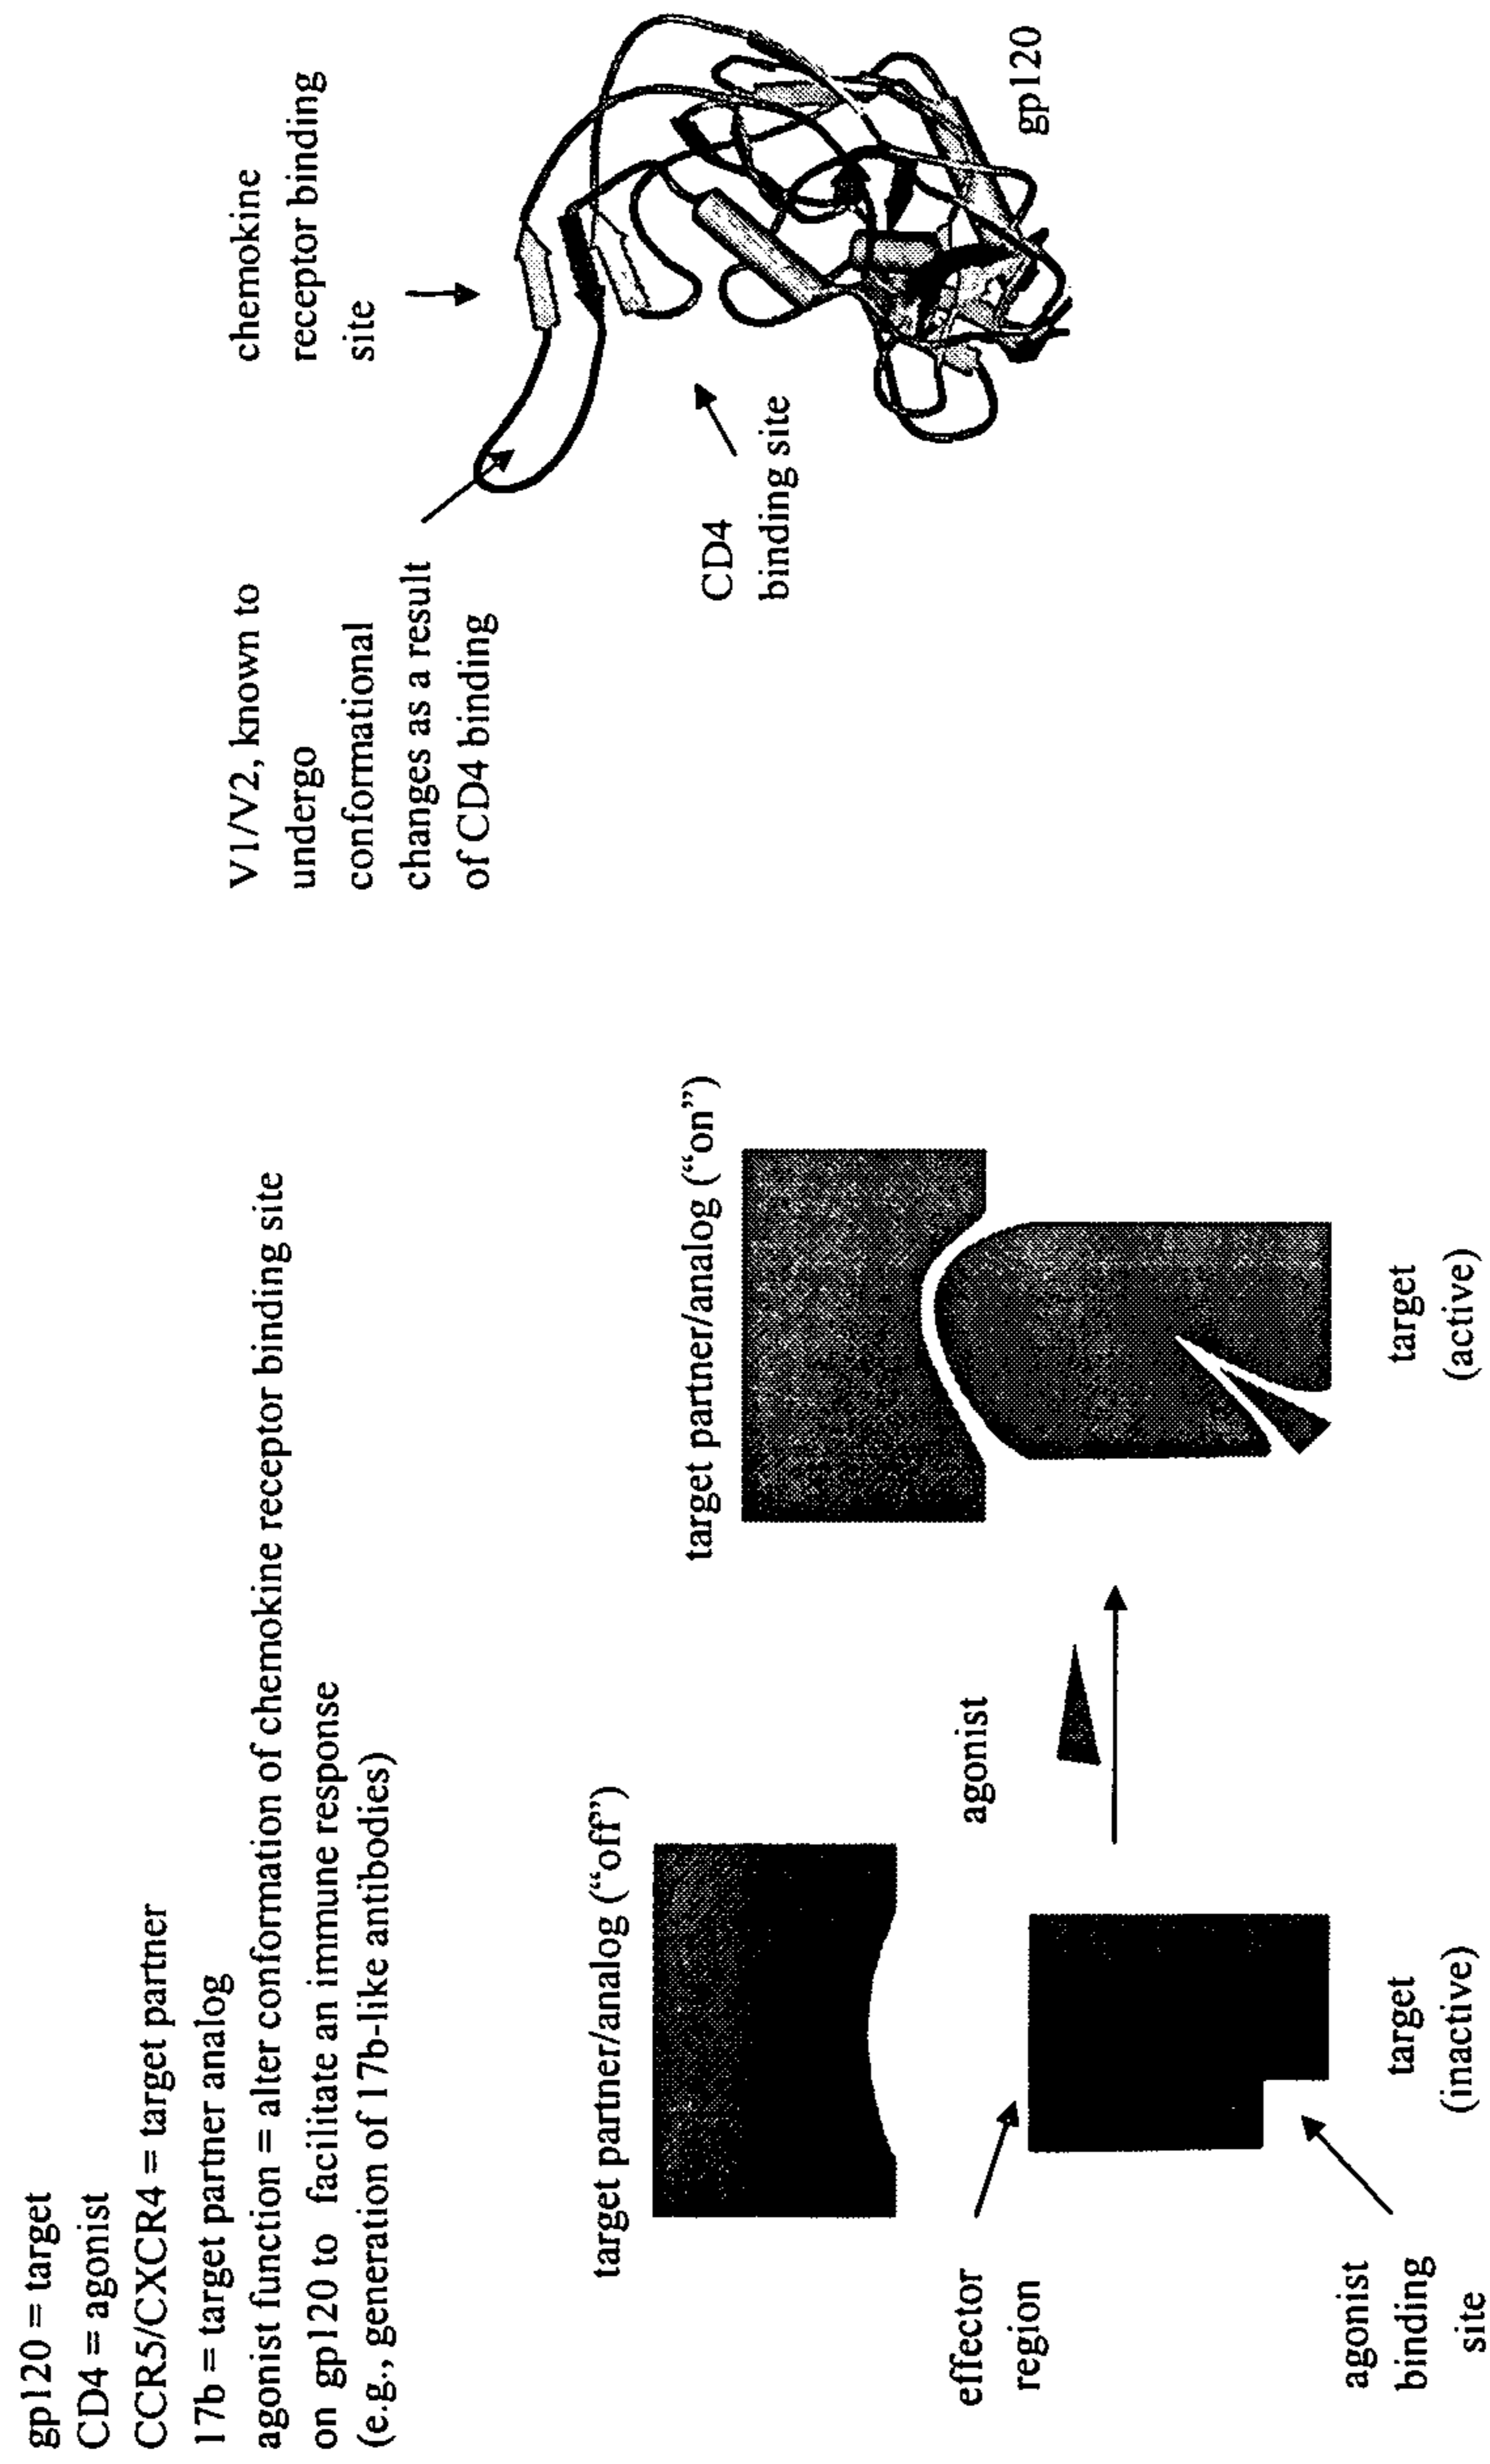 gp120 = target
CD4 = agonist
CCR5/CXCR4 = target partner
17b = target partner analog
agonist function = alter conformation of chemokine receptor binding site
on gp120 to facilitate an immune response
(e.g., generation of 17b-like antibodies)
target partner/analog (“off”)
effector
region
agonist
binding
site
target
(inactive)
agonist
target partner/analog (“on”)
target
(active)
V1/V2, known to
undergo
conformational
changes as a result
of CD4 binding
chemokine
receptor binding
site
CD4
binding site
gp120